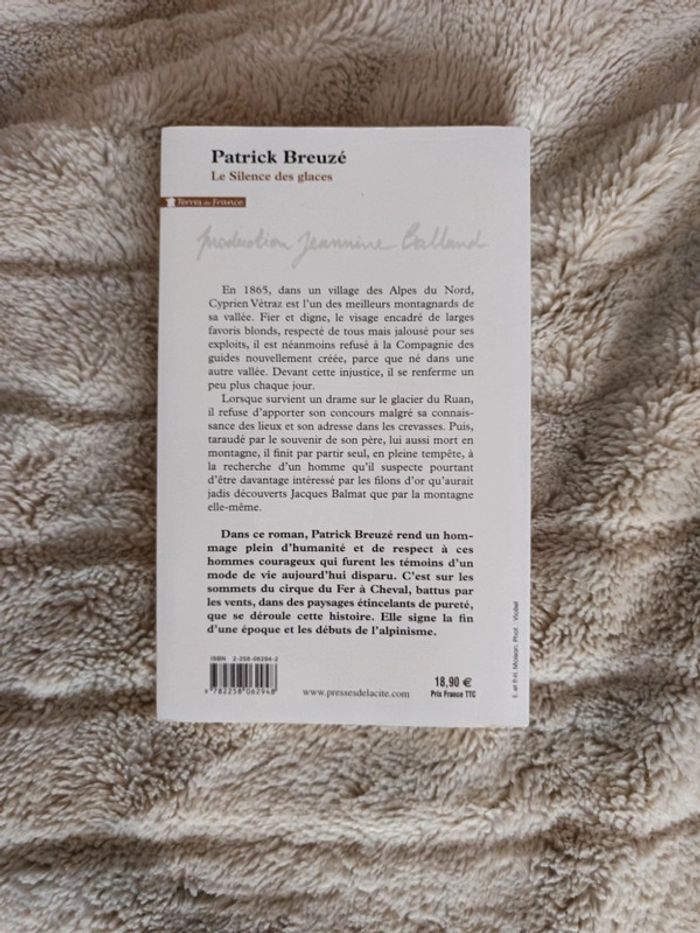 Patrick Breuzé
Le Silence des glaces
Terres de France
production Jeannine Balland
En 1865, dans un village des Alpes du Nord,
Cyprien Vétraz est l'un des meilleurs montagnards de
sa vallée. Fier et digne, le visage encadré de larges
favoris blonds, respecté de tous mais jalousé pour ses
exploits, il est néanmoins refusé à la Compagnie des
guides nouvellement créée, parce que né dans une
autre vallée. Devant cette injustice, il se renferme un
peu plus chaque jour.
Lorsque survient un drame sur le glacier du Ruan,
il refuse d'apporter son concours malgré sa connais-
sance des lieux et son adresse dans les crevasses. Puis,
taraudé par le souvenir de son père, lui aussi mort en
montagne, il finit par partir seul, en pleine tempête, à
la recherche d'un homme qu'il suspecte pourtant
d'être davantage intéressé par les filons d'or qu'aurait
jadis découverts Jacques Balmat que par la montagne
elle-même.
Dans ce roman, Patrick Breuzé rend un hom-
mage plein d'humanité et de respect à ces
hommes courageux qui furent les témoins d'un
mode de vie aujourd'hui disparu. C'est sur les
sommets du cirque du Fer à Cheval, battus par
les vents, dans des paysages étincelants de pureté,
que se déroule cette histoire. Elle signe la fin
d'une époque et les débuts de l'alpinisme.
ISBN 2-258-06294-2
9 782258 062948
www.pressesdelacite.com
18,90 €
Prix France TTC
Moisan, Phot.